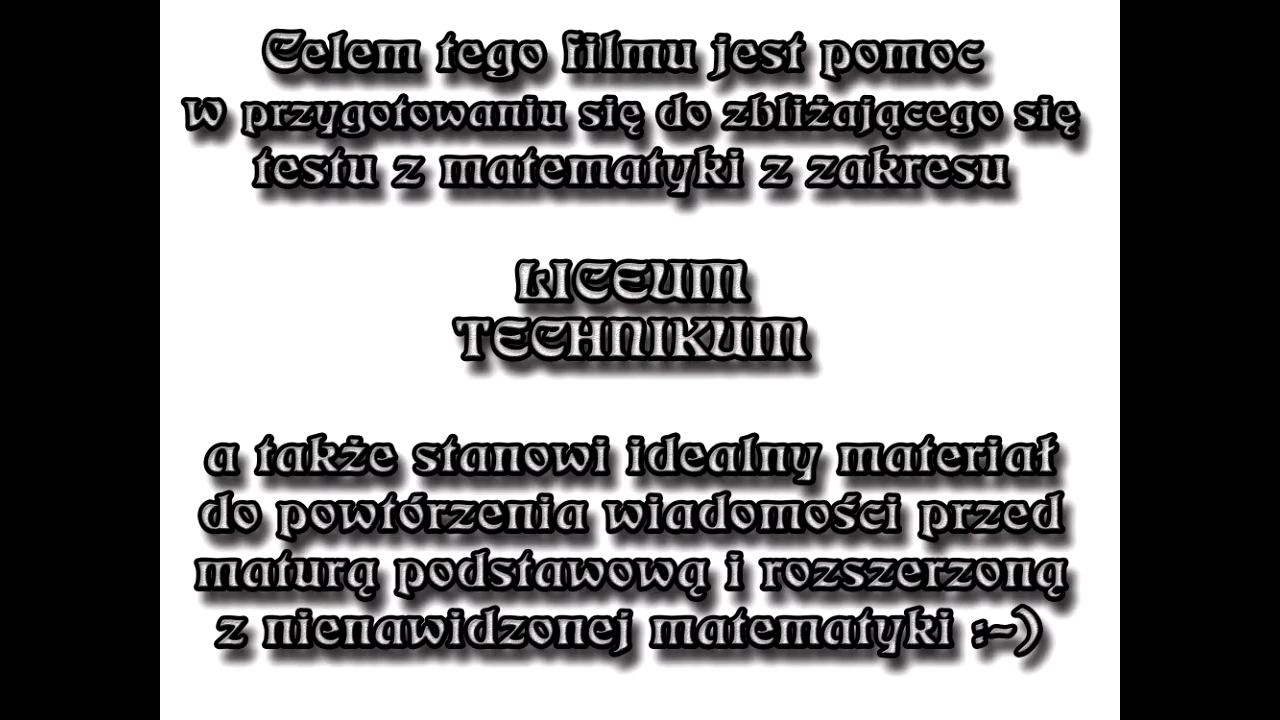 Celem tego filmu jest pomoc
w przygotowaniu się do zbliżającego się
testu z matematyki z zakresu
LICEUM
TECHNIKUM
a także stanowi idealny materiał
do powtórzenia wiadomości przed
maturą podstawową i rozszerzoną
z nienawidzonej matematyki :-)